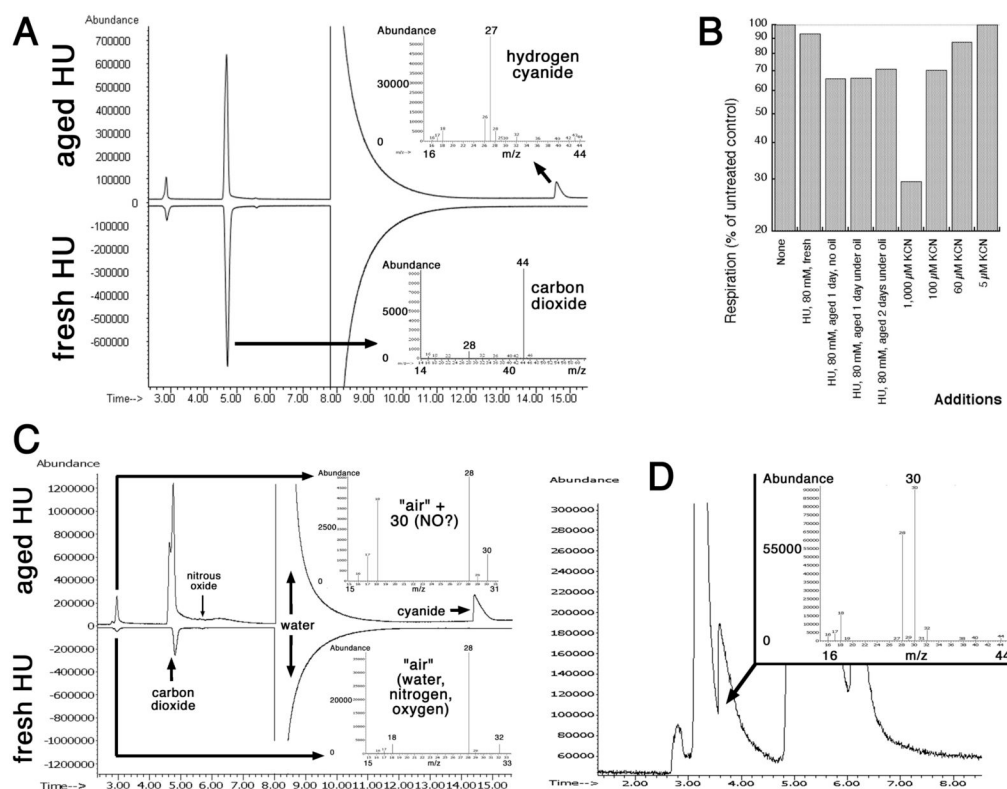 A
Abundance
aged HU
fresh HU
700000
600000
500000
400000
300000
200000
100000
0
-100000
-200000
-300000
-400000
-500000
-600000
Time-->
3.00 4.00 5.00 6.00 7.00 8.00 9.00 10.00 11.00 12.00 13.00 14.00 15.00
Abundance
27
hydrogen
cyanide
30000
0
16
m/z
44
Abundance
44
carbon
dioxide
5000
28
0
14
40
m/z
B
Respiration (% of untreated control)
100
90
80
70
60
50
40
30
20
None
HU, 80 mM, fresh
HU, 80 mM, aged 1 day, no oil
HU, 80 mM, aged 1 day under oil
HU, 80 mM, aged 2 days under oli
1,000 µM KCN
100 µM KCN
60 µM KCN
5 µM KCN
Additions
C
Abundance
aged HU
fresh HU
1200000
1000000
800000
600000
400000
200000
0
-200000
-400000
-600000
-800000
-1000000
-1200000
Time-->
3.00 4.00 5.00 6.00 7.00 8.00 9.00 10.00 11.00 12.00 13.00 14.00 15.00
nitrous
oxide
carbon
dioxide
water
cyanide
Abundance
28
"air" +
30 (NO?)
2500
30
0
15
m/z
31
Abundance
28
"air"
(water,
nitrogen,
oxygen)
20000
18
32
0
15
m/z
33
D
Abundance
300000
280000
260000
240000
220000
200000
180000
160000
140000
120000
100000
80000
60000
Time-->
2.00 3.00 4.00 5.00 6.00 7.00 8.00
Abundance
30
55000
0
16
m/z
44